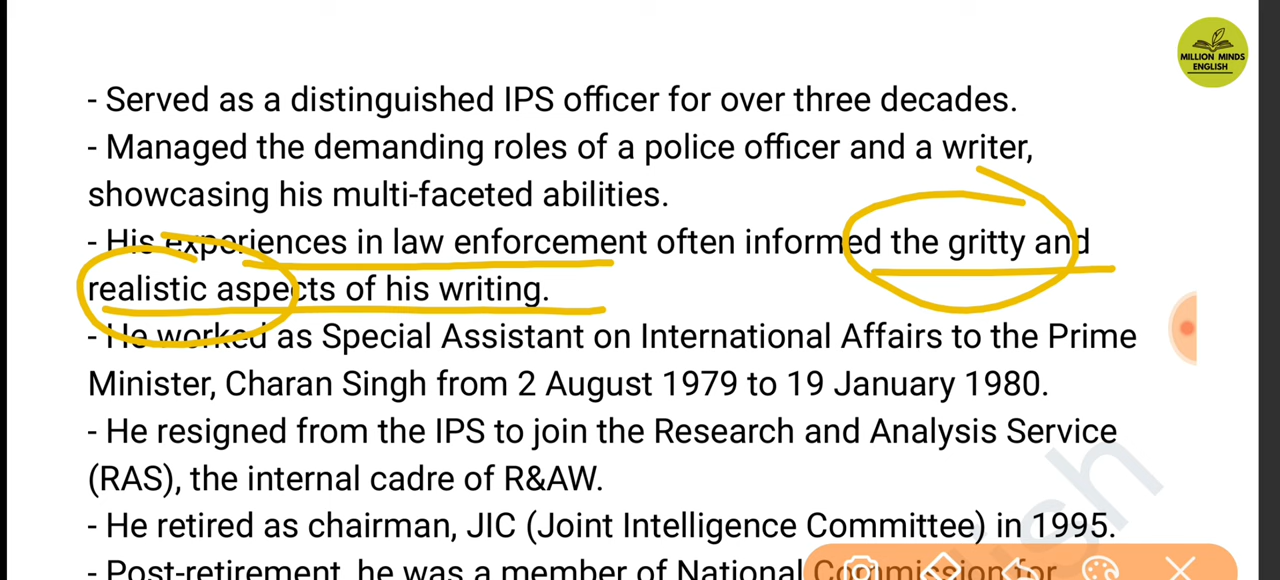 MILLION MINDS
ENGLISH
- Served as a distinguished IPS officer for over three decades.
- Managed the demanding roles of a police officer and a writer,
showcasing his multi-faceted abilities.
- His experiences in law enforcement often informed the gritty and
realistic aspects of his writing.
- He worked as Special Assistant on International Affairs to the Prime
Minister, Charan Singh from 2 August 1979 to 19 January 1980.
- He resigned from the IPS to join the Research and Analysis Service
(RAS), the internal cadre of R&AW.
- He retired as chairman, JIC (Joint Intelligence Committee) in 1995.
- Post-retirement, he was a member of National Commission for